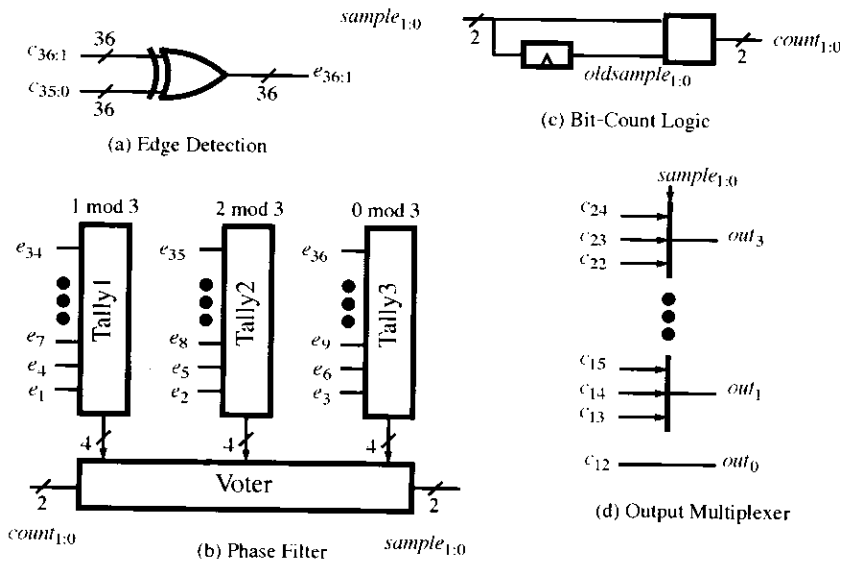 c36:1
36
c35:0
36
36
e36:1
(a) Edge Detection
sample1:0
2
oldsample1:0
2
count1:0
(c) Bit-Count Logic
1 mod 3
2 mod 3
0 mod 3
e34
e7
e4
e1
Tally1
e35
e8
e5
e2
Tally2
e36
e9
e6
e3
Tally3
4
4
4
Voter
2
2
count1:0
sample1:0
(b) Phase Filter
sample1:0
c24
c23
c22
out3
c15
c14
c13
out1
c12
out0
(d) Output Multiplexer